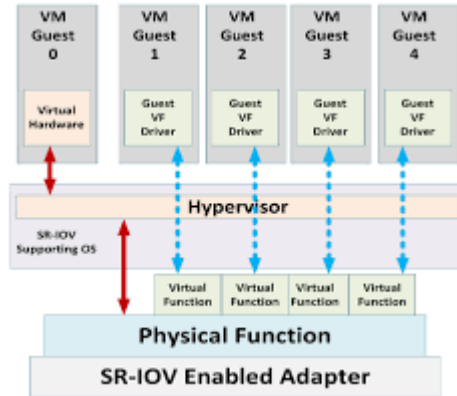 VM
Guest
0
VM
Guest
1
VM
Guest
2
VM
Guest
3
VM
Guest
4
Virtual
Hardware
Guest
VF
Driver
Guest
VF
Driver
Guest
VF
Driver
Guest
VF
Driver
Hypervisor
SR-IOV
Supporting OS
Virtual
Function
Virtual
Function
Virtual
Function
Virtual
Function
Physical Function
SR-IOV Enabled Adapter